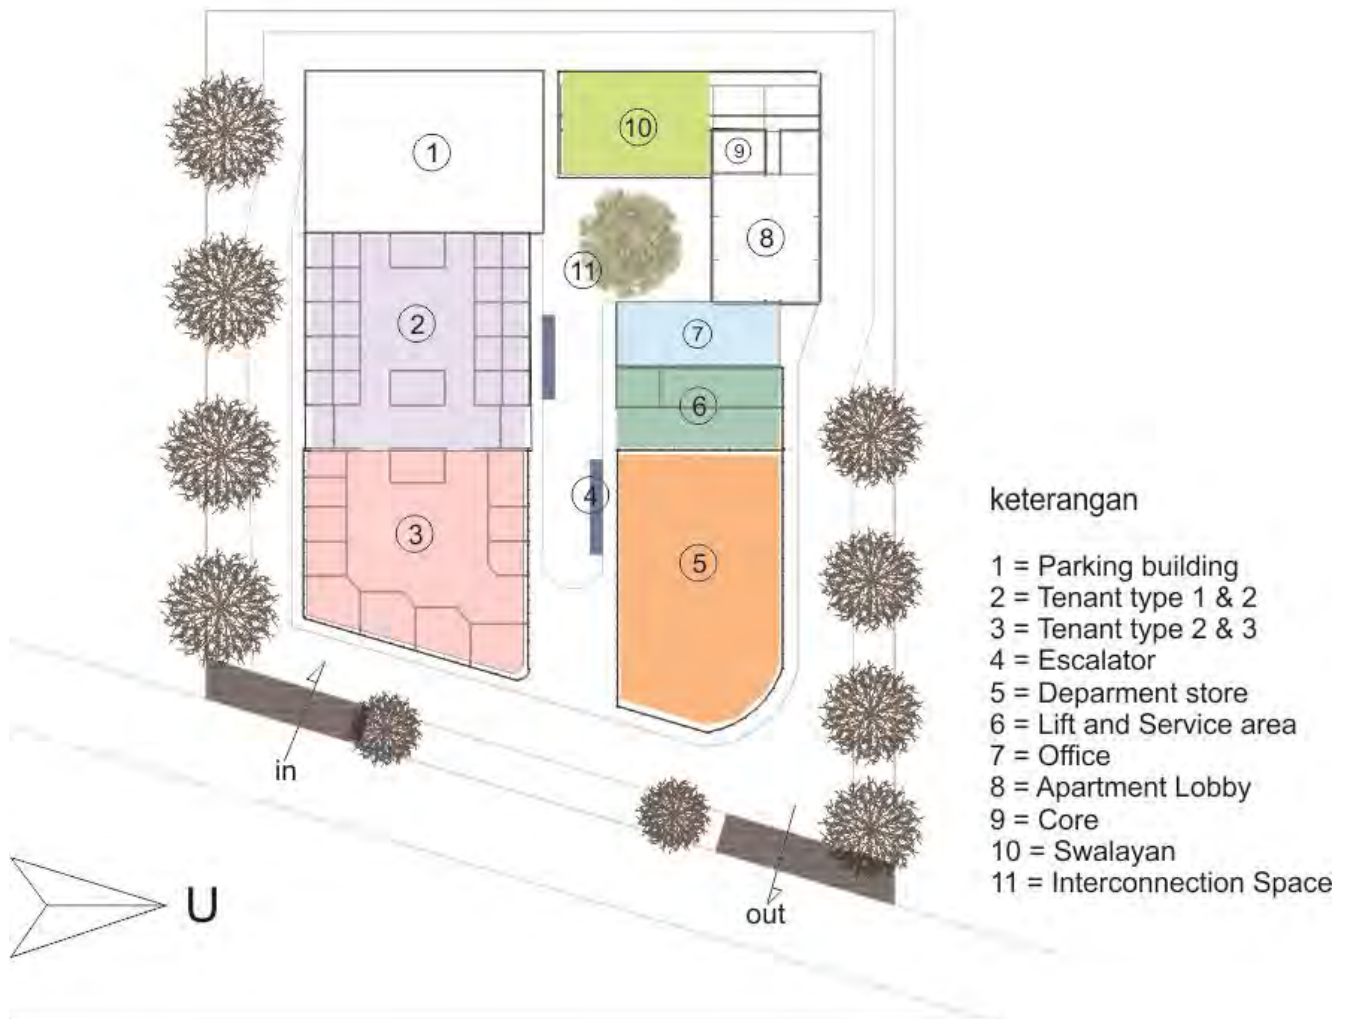 10
1
9
8
11
2
7
6
4
3
5
in
out
U
keterangan
1 = Parking building
2 = Tenant type 1 & 2
3 = Tenant type 2 & 3
4 = Escalator
5 = Deparment store
6 = Lift and Service area
7 = Office
8 = Apartment Lobby
9 = Core
10 = Swalayan
11 = Interconnection Space